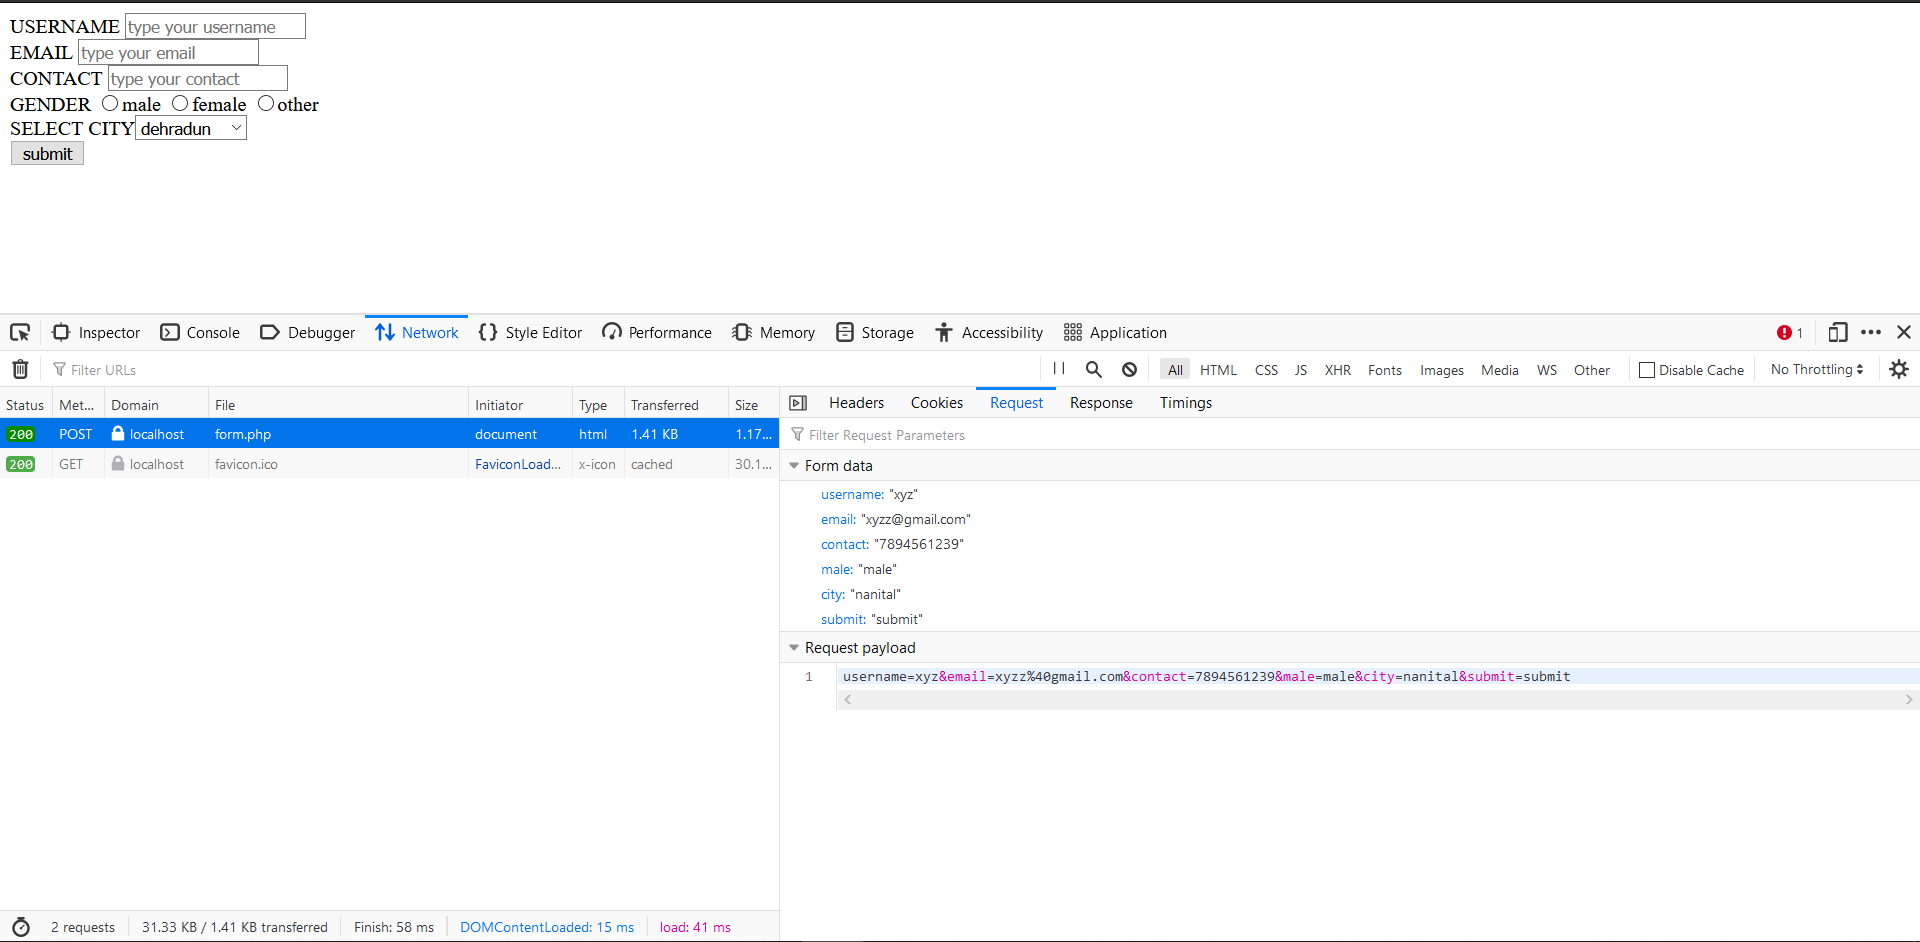 USERNAME type your username
EMAIL type your email
CONTACT type your contact
GENDER male female other
SELECT CITY dehradun
submit
Inspector Console Debugger Network Style Editor Performance Memory Storage Accessibility Application 1
Filter URLs All HTML CSS JS XHR Fonts Images Media WS Other Disable Cache No Throttling
Status Met... Domain File Initiator Type Transferred Size
200 POST localhost form.php document html 1.41 KB 1.17...
200 GET localhost favicon.ico FaviconLoad... x-icon cached 30.1...
Headers Cookies Request Response Timings
Filter Request Parameters
Form data
username: "xyz"
email: "xyzz@gmail.com"
contact: "7894561239"
male: "male"
city: "nanital"
submit: "submit"
Request payload
1 username=xyz&email=xyzz%40gmail.com&contact=7894561239&male=male&city=nanital&submit=submit
2 requests 31.33 KB / 1.41 KB transferred Finish: 58 ms DOMContentLoaded: 15 ms load: 41 ms